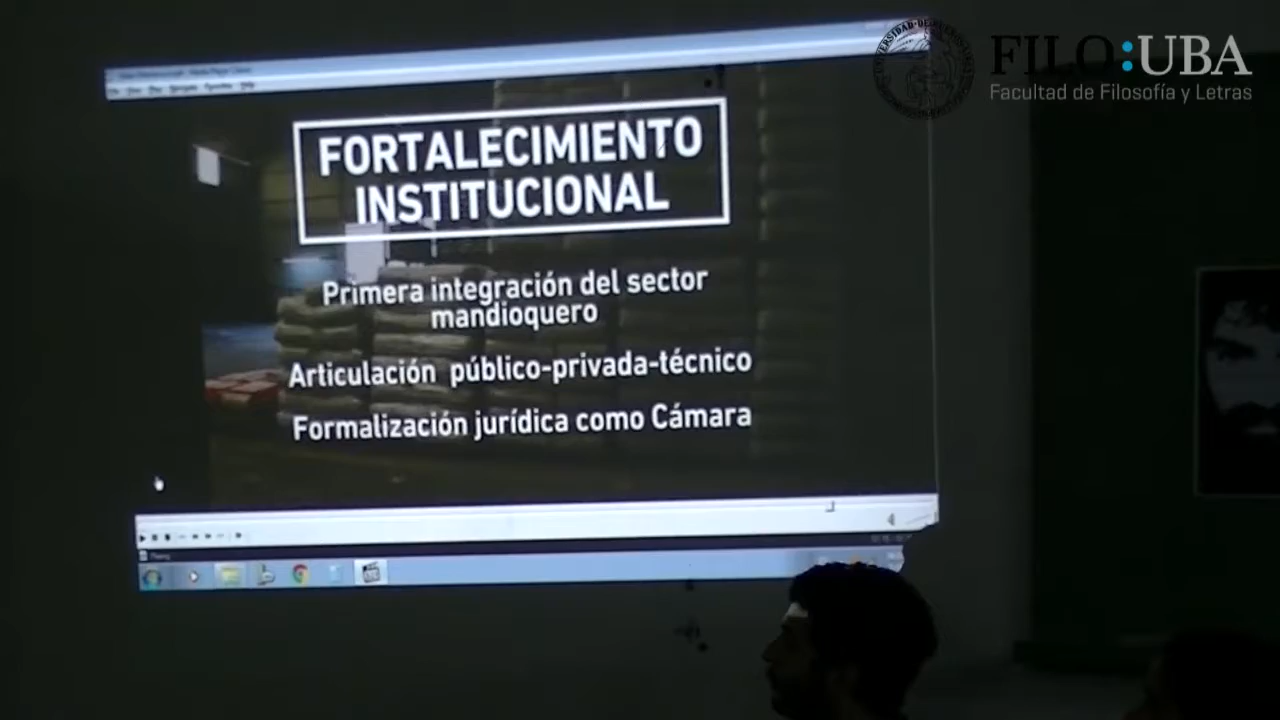 FILO:UBA
Facultad de Filosofía y Letras
FORTALECIMIENTO
INSTITUCIONAL
Primera integración del sector
mandioquero
Articulación público-privada-técnico
Formalización jurídica como Cámara